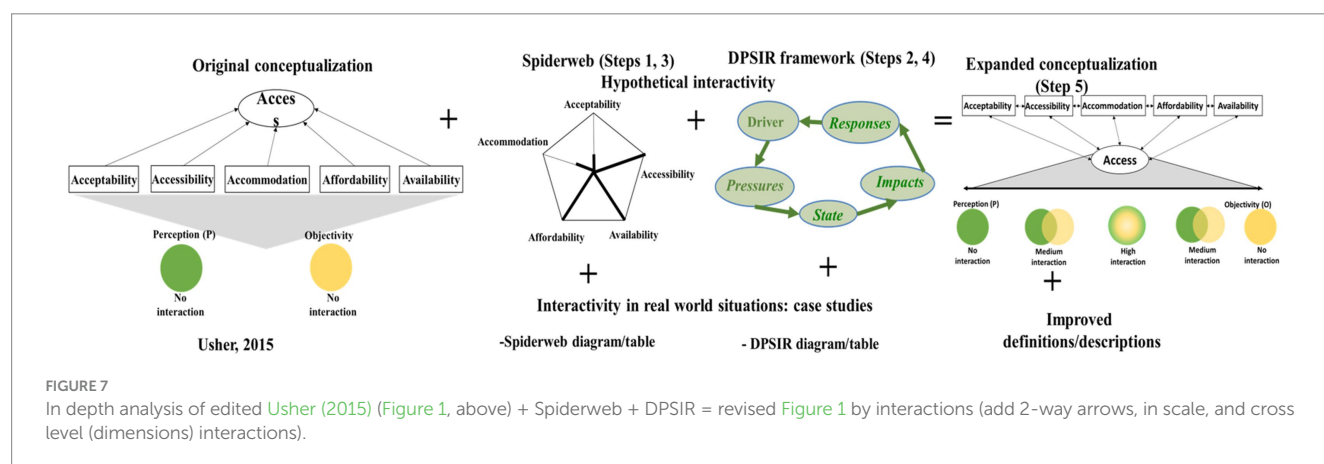 Original conceptualization
Acces
s
Acceptability
Accessibility
Accommodation
Affordability
Availability
Perception (P)
Objectivity
No
interaction
No
interaction
Usher, 2015
+
Spiderweb (Steps 1, 3)
DPSIR framework (Steps 2, 4)
Hypothetical interactivity
Acceptability
Accommodation
Accessibility
Affordability
Availability
+
Driver
Responses
Pressures
Impacts
State
+
+
Interactivity in real world situations: case studies
-Spiderweb diagram/table
- DPSIR diagram/table
=
Expanded conceptualization
(Step 5)
Acceptability
Accessibility
Accommodation
Affordability
Availability
Access
Perception (P)
Objectivity (O)
No
interaction
Medium
interaction
High
interaction
Medium
interaction
No
interaction
+
Improved
definitions/descriptions
FIGURE 7
In depth analysis of edited Usher (2015) (Figure 1, above) + Spiderweb + DPSIR = revised Figure 1 by interactions (add 2-way arrows, in scale, and cross
level (dimensions) interactions).